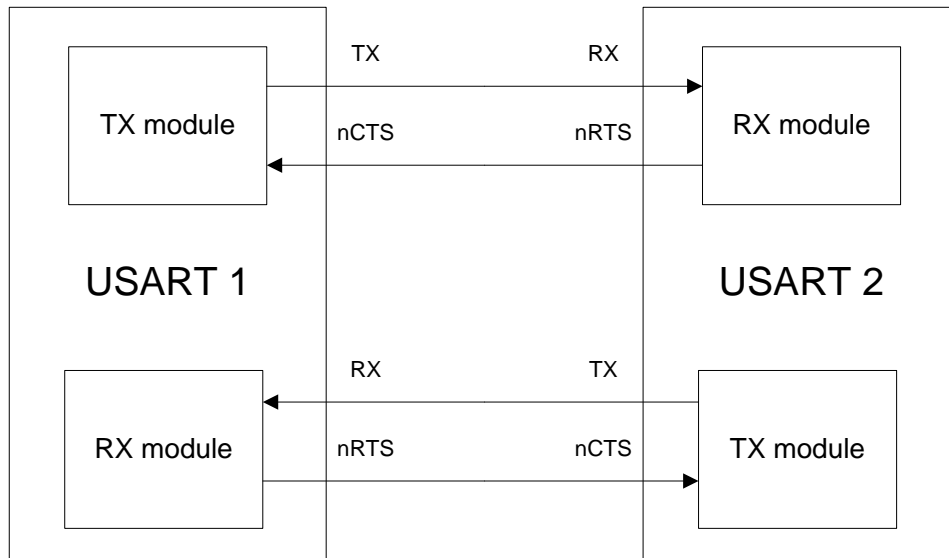 TX RX
TX module RX module
nCTS nRTS
USART 1 USART 2
RX TX
RX module TX module
nRTS nCTS